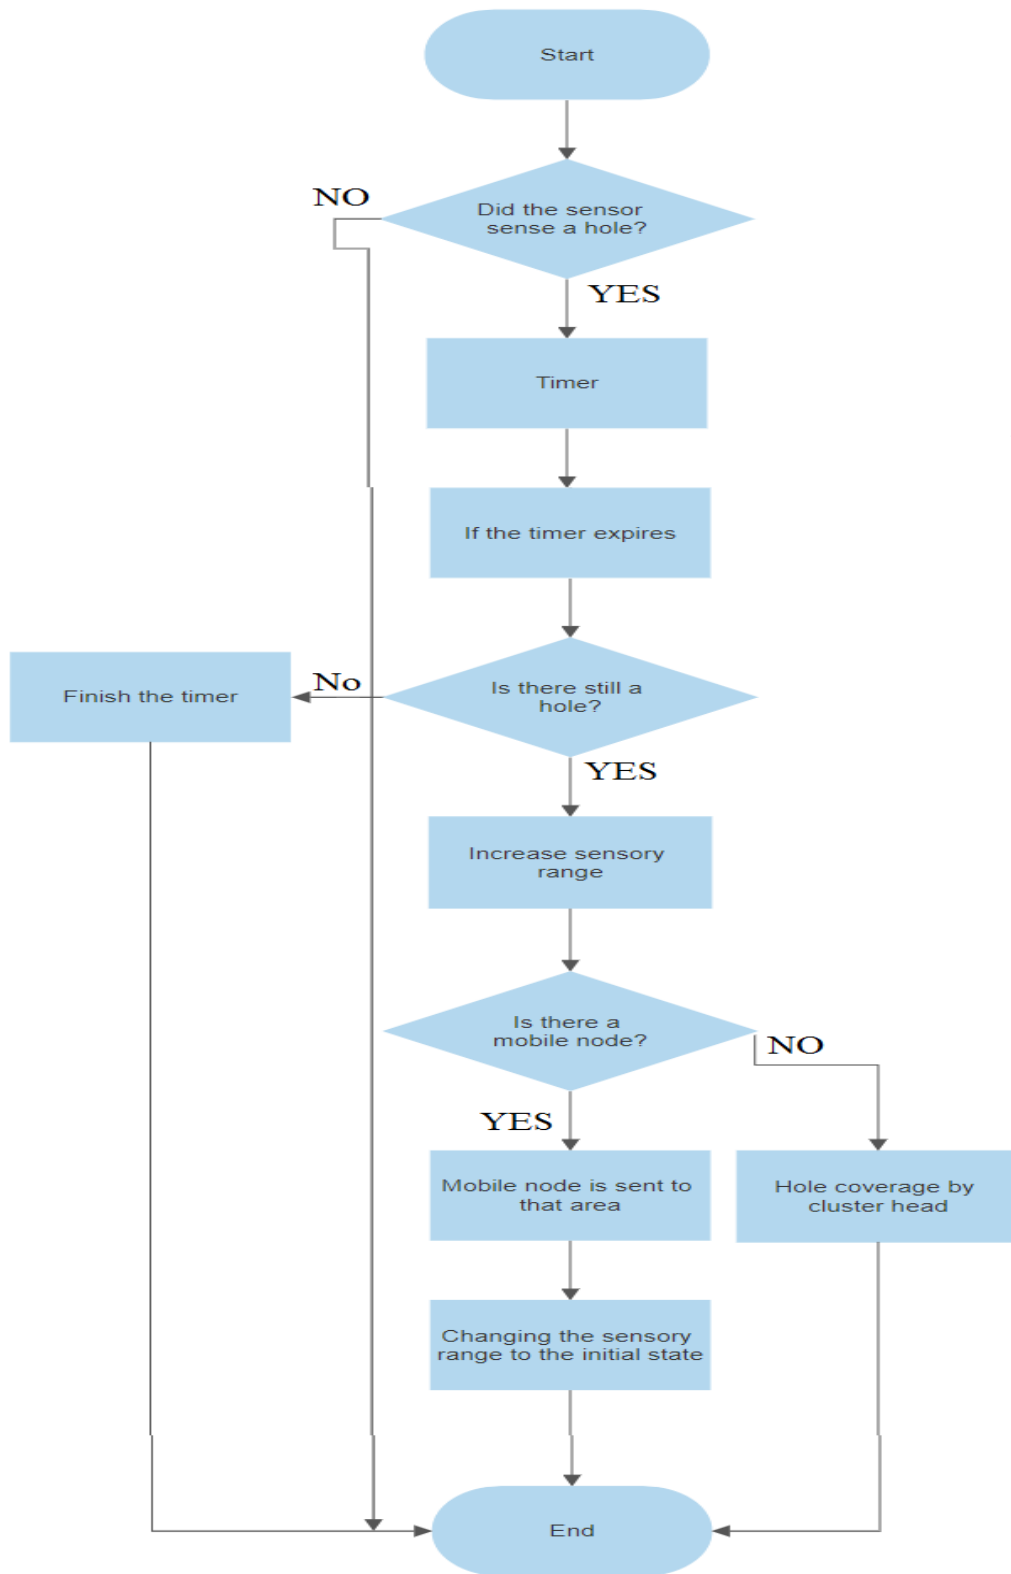 Start
NO
Did the sensor
sense a hole?
YES
Timer
If the timer expires
Finish the timer
No
Is there still a
hole?
YES
Increase sensory
range
Is there a
mobile node?
NO
YES
Mobile node is sent to
that area
Hole coverage by
cluster head
Changing the sensory
range to the initial state
End